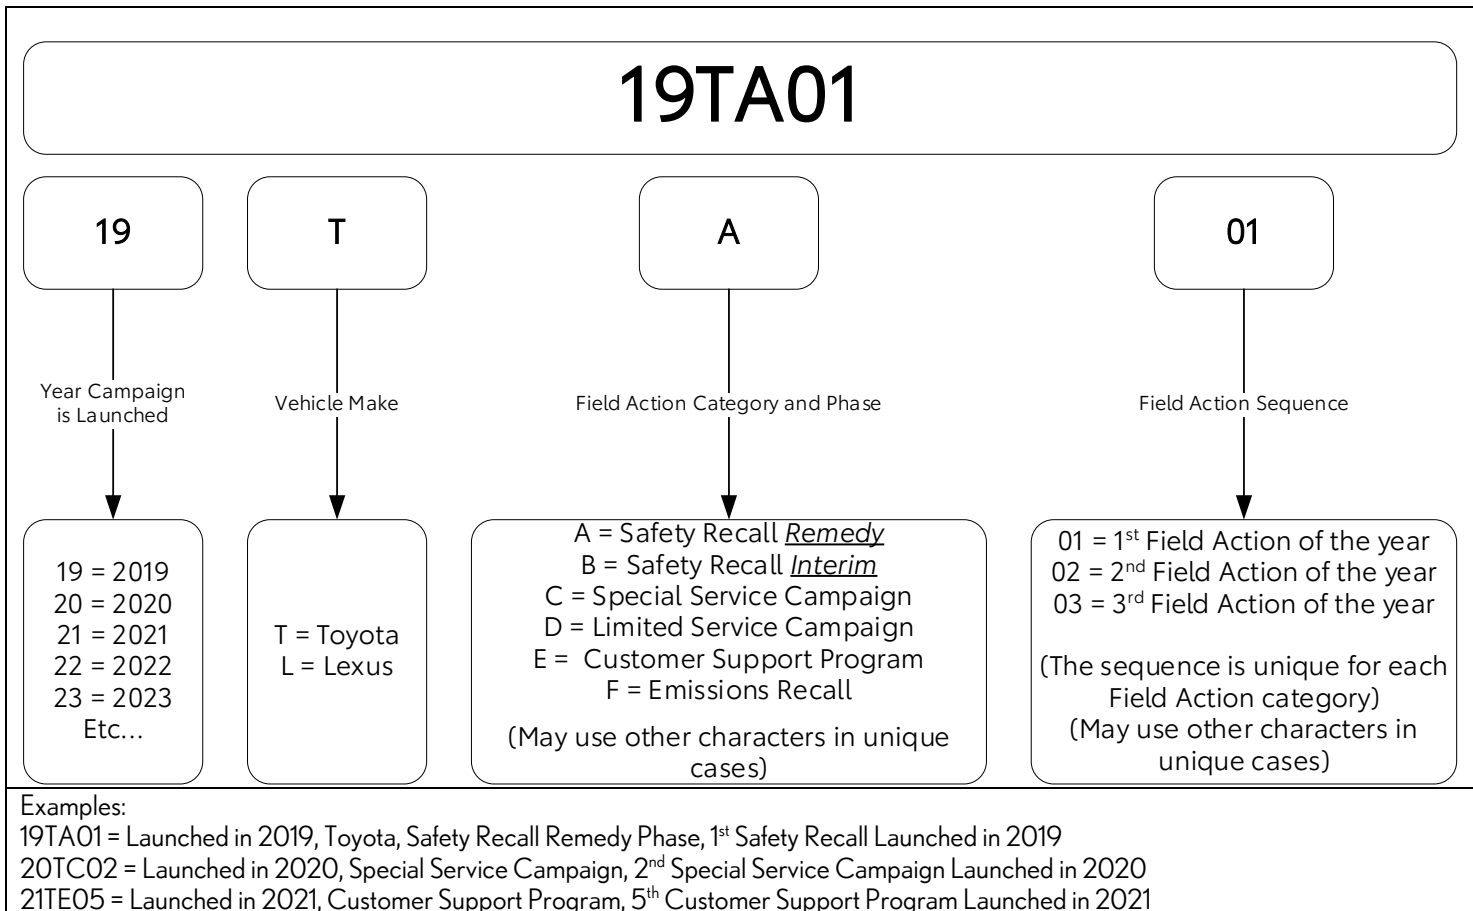 19TA01
19
T
A
01
Year Campaign
is Launched
Vehicle Make
Field Action Category and Phase
Field Action Sequence
19 = 2019
20 = 2020
21 = 2021
22 = 2022
23 = 2023
Etc...
T = Toyota
L = Lexus
A = Safety Recall Remedy
B = Safety Recall Interim
C = Special Service Campaign
D = Limited Service Campaign
E = Customer Support Program
F = Emissions Recall
(May use other characters in unique
cases)
01 = 1st Field Action of the year
02 = 2nd Field Action of the year
03 = 3rd Field Action of the year
(The sequence is unique for each
Field Action category)
(May use other characters in
unique cases)
Examples:
19TA01 = Launched in 2019, Toyota, Safety Recall Remedy Phase, 1st Safety Recall Launched in 2019
20TC02 = Launched in 2020, Special Service Campaign, 2nd Special Service Campaign Launched in 2020
21TE05 = Launched in 2021, Customer Support Program, 5th Customer Support Program Launched in 2021